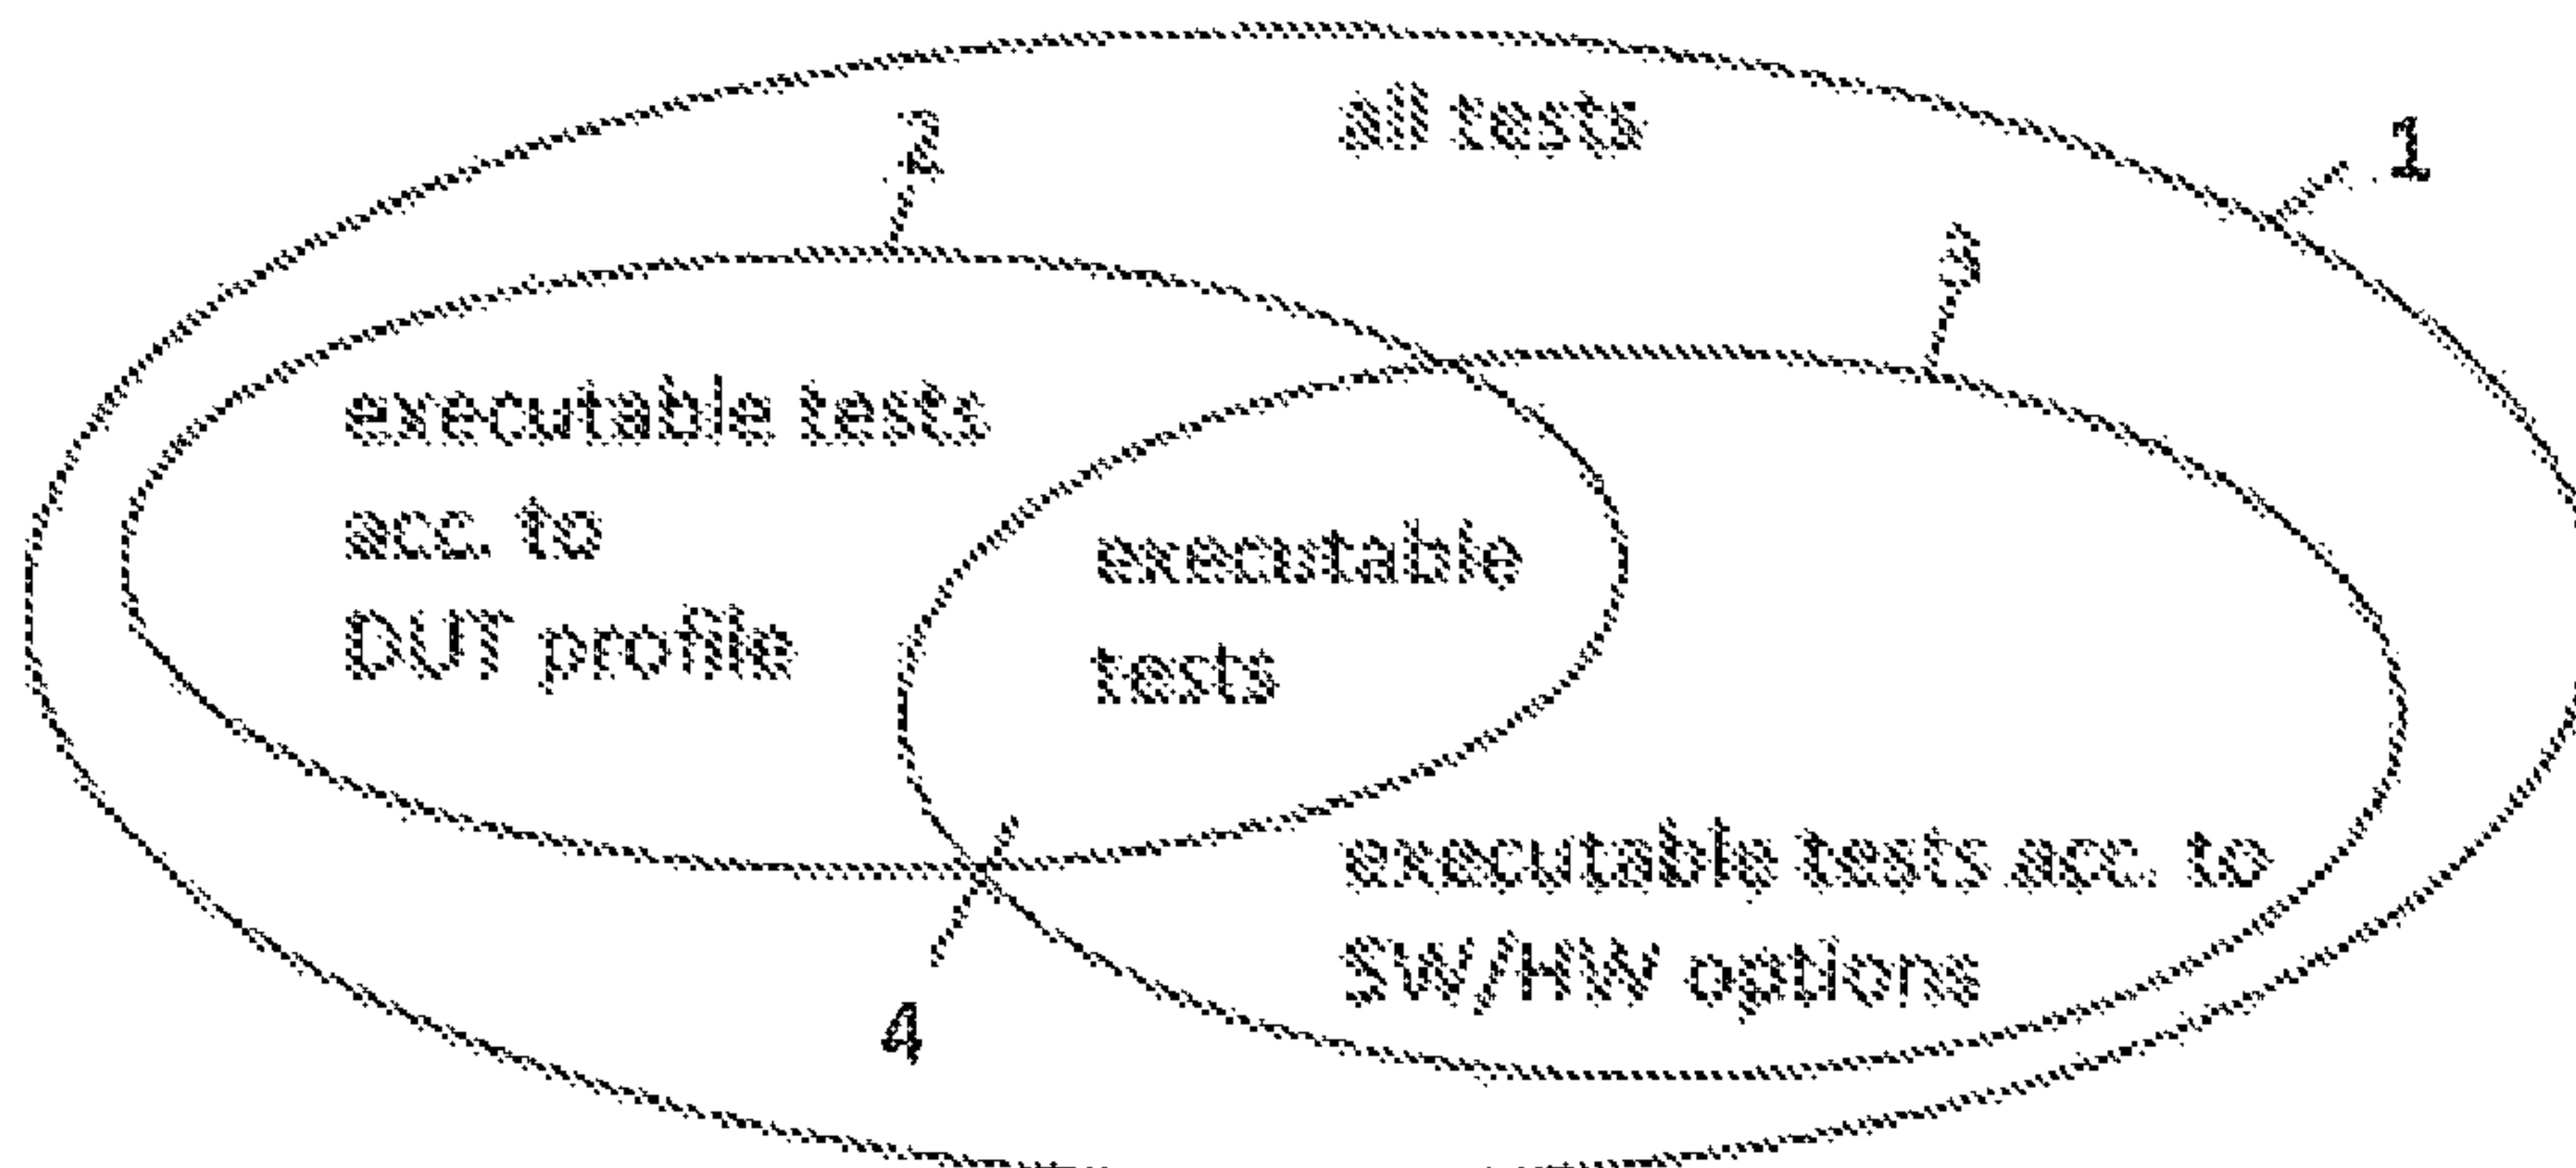 all tests
1
2
3
executable tests
acc. to
DUT profile
executable
tests
executable tests acc. to
SW/HW options
4